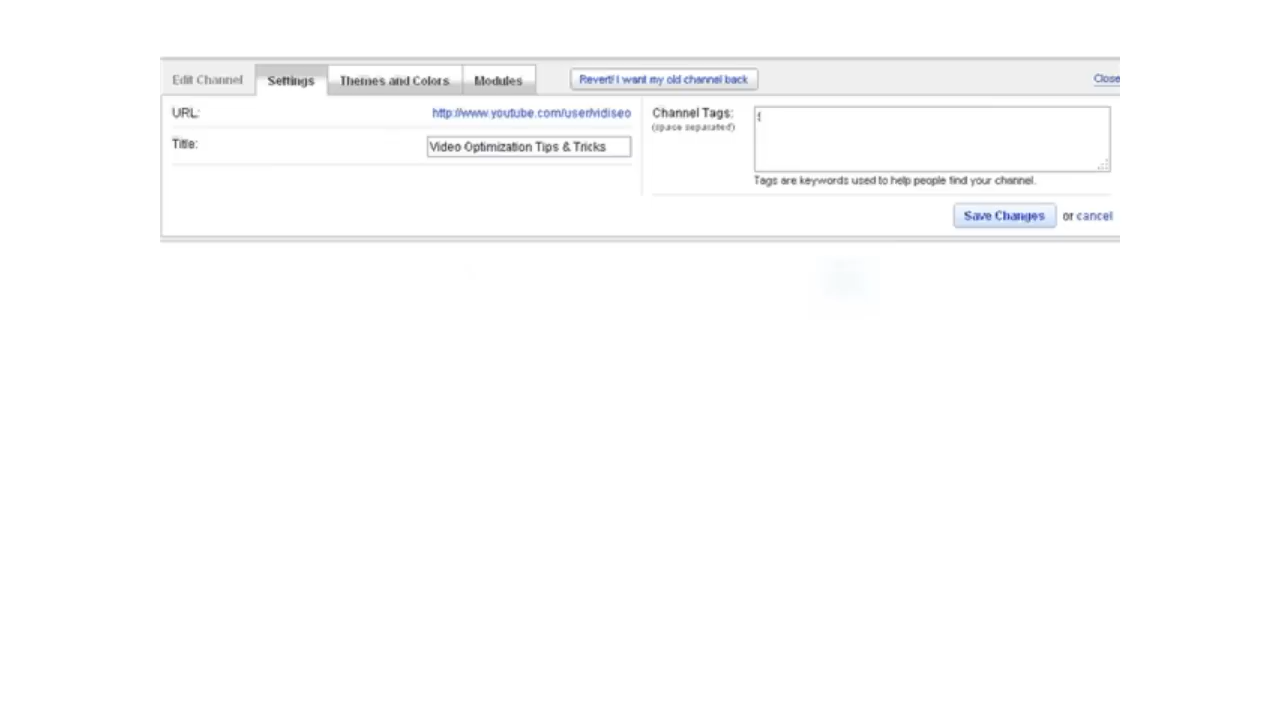 Edit Channel Settings Themes and Colors Modules Revert! I want my old channel back Close
URL: http://www.youtube.com/user/vidiseo
Channel Tags:
(space separated)
Title: Video Optimization Tips & Tricks
Tags are keywords used to help people find your channel.
Save Changes or cancel